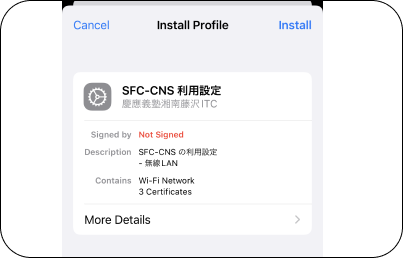 Cancel Install Profile Install
SFC-CNS 利用設定
慶應義塾湘南藤沢ITC
Signed by Not Signed
Description SFC-CNS の利用設定
- 無線LAN
Contains Wi-Fi Network
3 Certificates
More Details